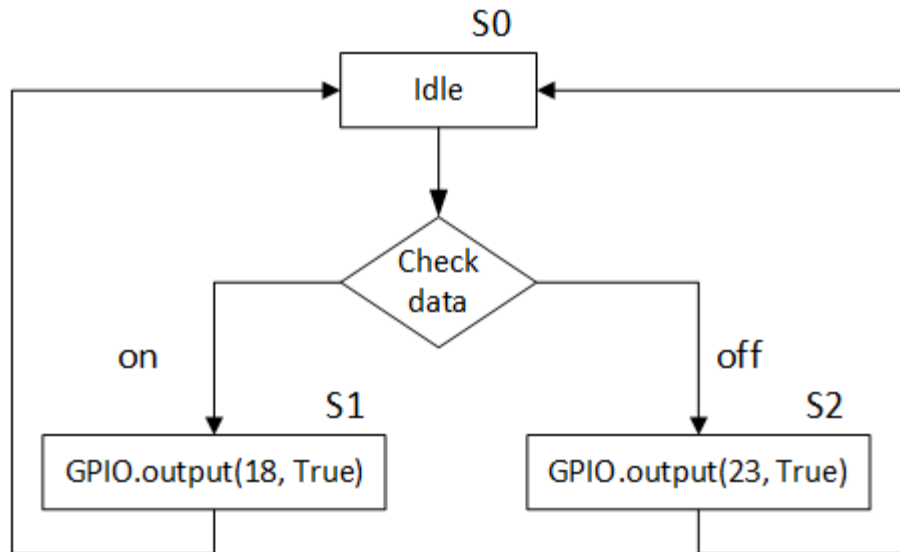 S0
Idle
Check
data
on
off
S1
S2
GPIO.output(18, True)
GPIO.output(23, True)